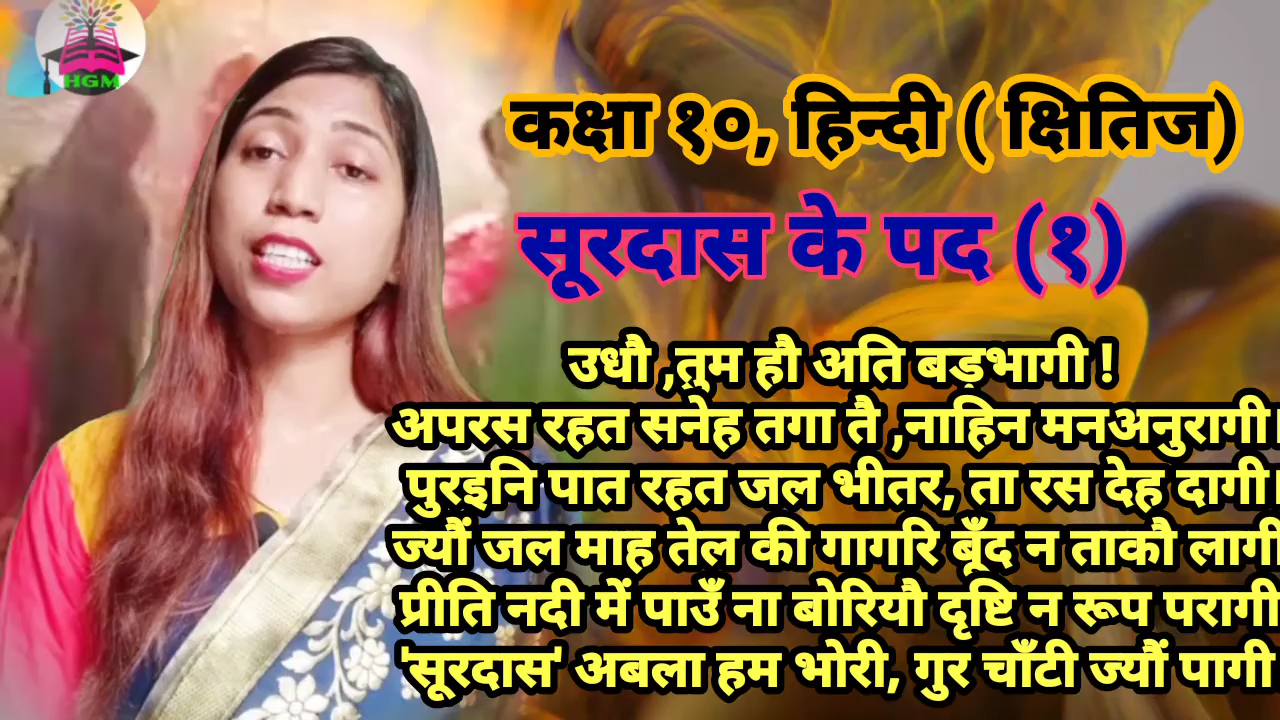 HGM
कक्षा १०, हिन्दी ( क्षितिज)
सूरदास के पद (१)
उधौ ,तुम हौ अति बड़भागी !
अपरस रहत सनेह तगा तै ,नाहिन मनअनुरागी।
पुरइनि पात रहत जल भीतर, ता रस देह दागी।
ज्यौं जल माह तेल की गागरि बूँद न ताकौ लागी
प्रीति नदी में पाउँ ना बोरियौ दृष्टि न रूप परागी
'सूरदास' अबला हम भोरी, गुर चाँटी ज्यौं पागी